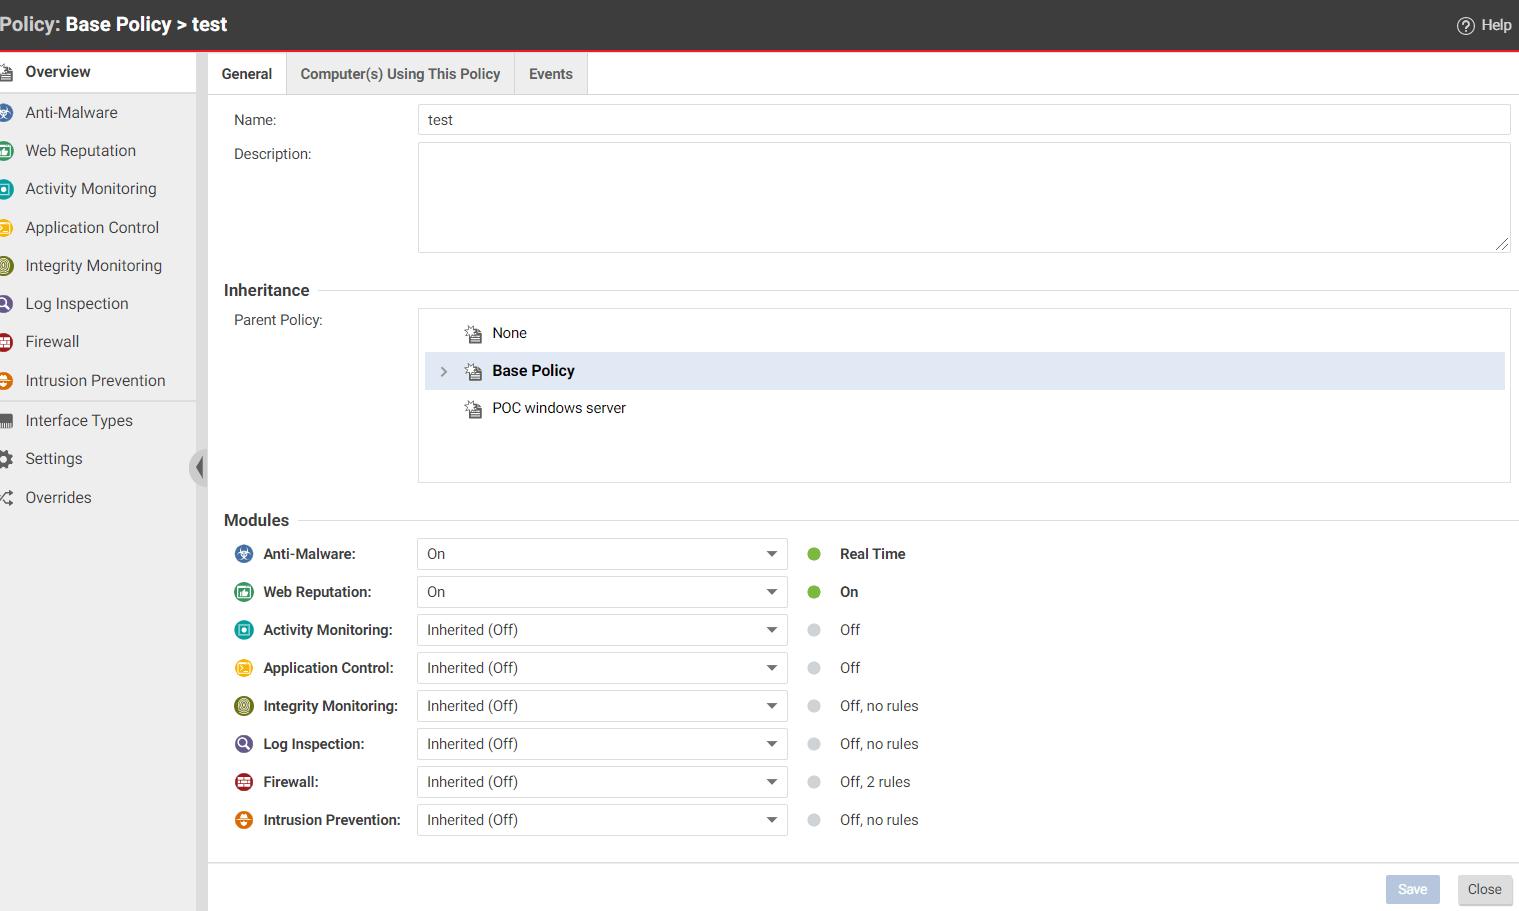 Policy: Base Policy > test
Help
Overview
Anti-Malware
Web Reputation
Activity Monitoring
Application Control
Integrity Monitoring
Log Inspection
Firewall
Intrusion Prevention
Interface Types
Settings
Overrides
General Computer(s) Using This Policy Events
Name: test
Description:
Inheritance
Parent Policy:
None
Base Policy
POC windows server
Modules
Anti-Malware: On Real Time
Web Reputation: On On
Activity Monitoring: Inherited (Off) Off
Application Control: Inherited (Off) Off
Integrity Monitoring: Inherited (Off) Off, no rules
Log Inspection: Inherited (Off) Off, no rules
Firewall: Inherited (Off) Off, 2 rules
Intrusion Prevention: Inherited (Off) Off, no rules
Save Close